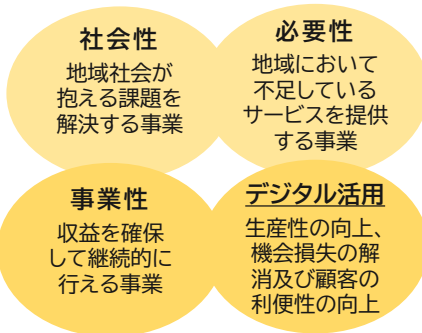 社会性
地域社会が
抱える課題を
解決する事業
必要性
地域において
不足している
サービスを提供
する事業
事業性
収益を確保
して継続的に
行える事業
デジタル活用
生産性の向上、
機会損失の解
消及び顧客の
利便性の向上